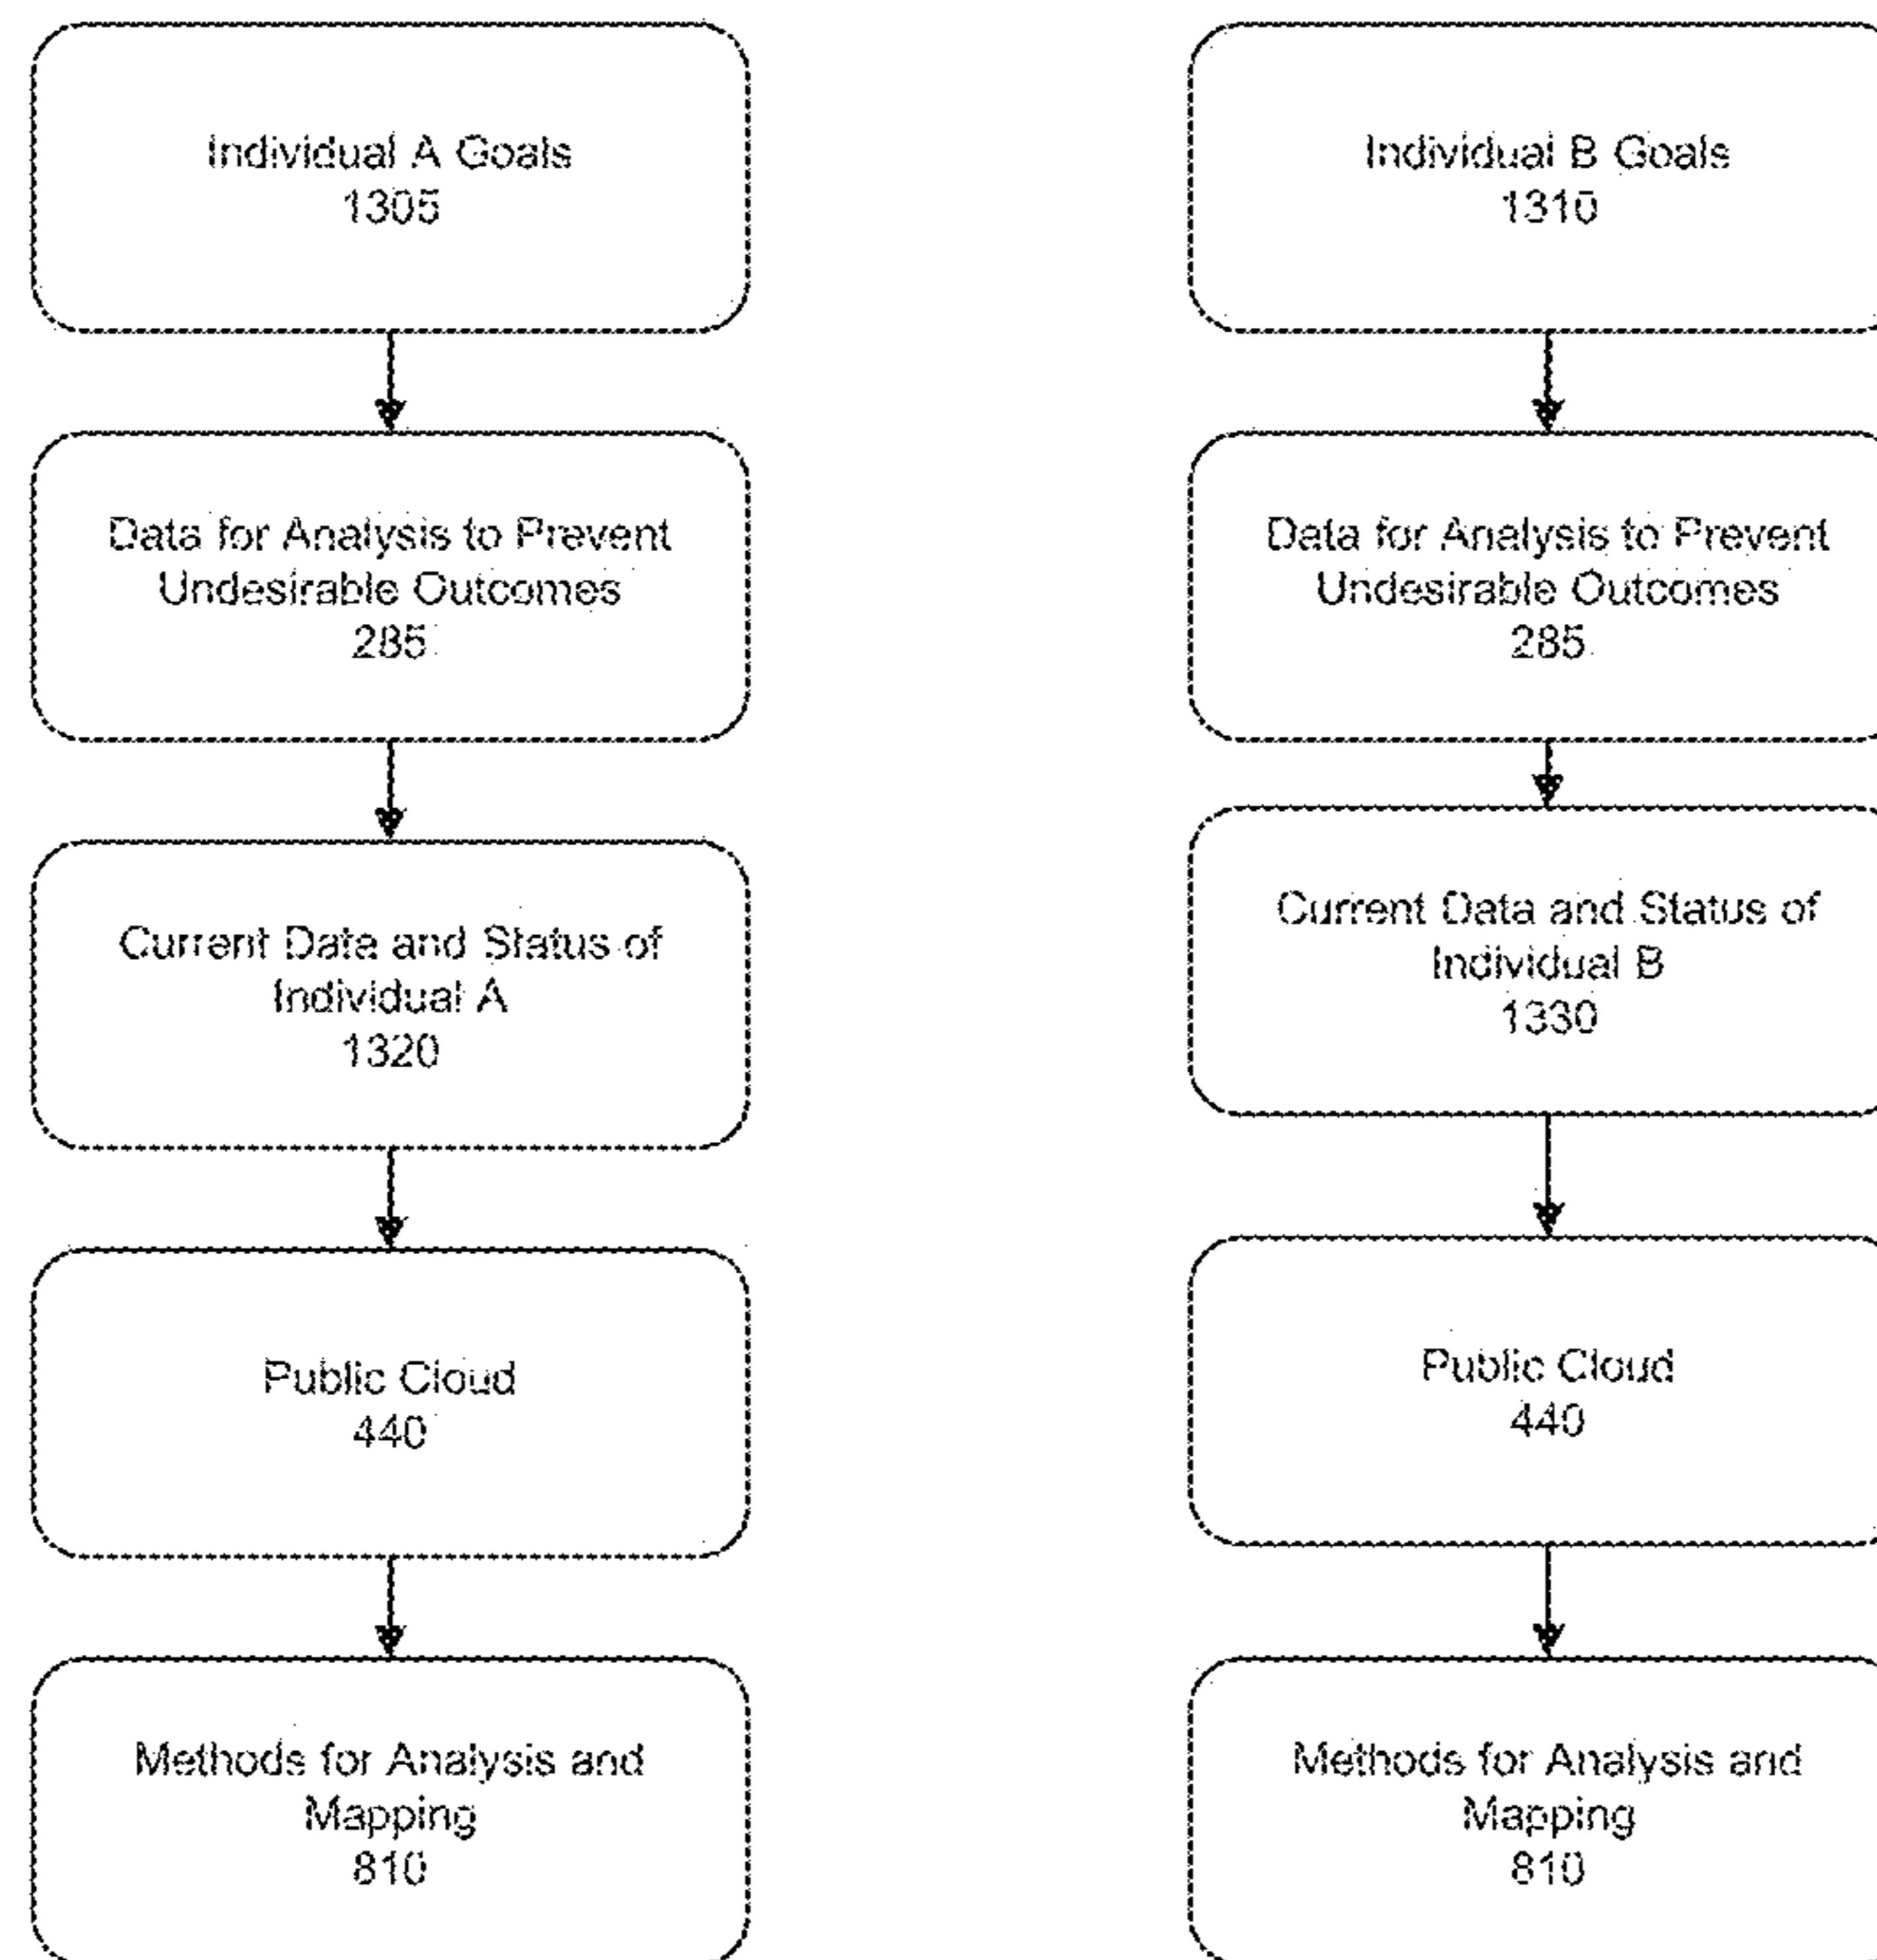 Individual A Goals
1305
Data for Analysis to Prevent
Undesirable Outcomes
285
Current Data and Status of
Individual A
1320
Public Cloud
440
Methods for Analysis and
Mapping
810
Individual B Goals
1310
Data for Analysis to Prevent
Undesirable Outcomes
285
Current Data and Status of
Individual B
1330
Public Cloud
440
Methods for Analysis and
Mapping
810